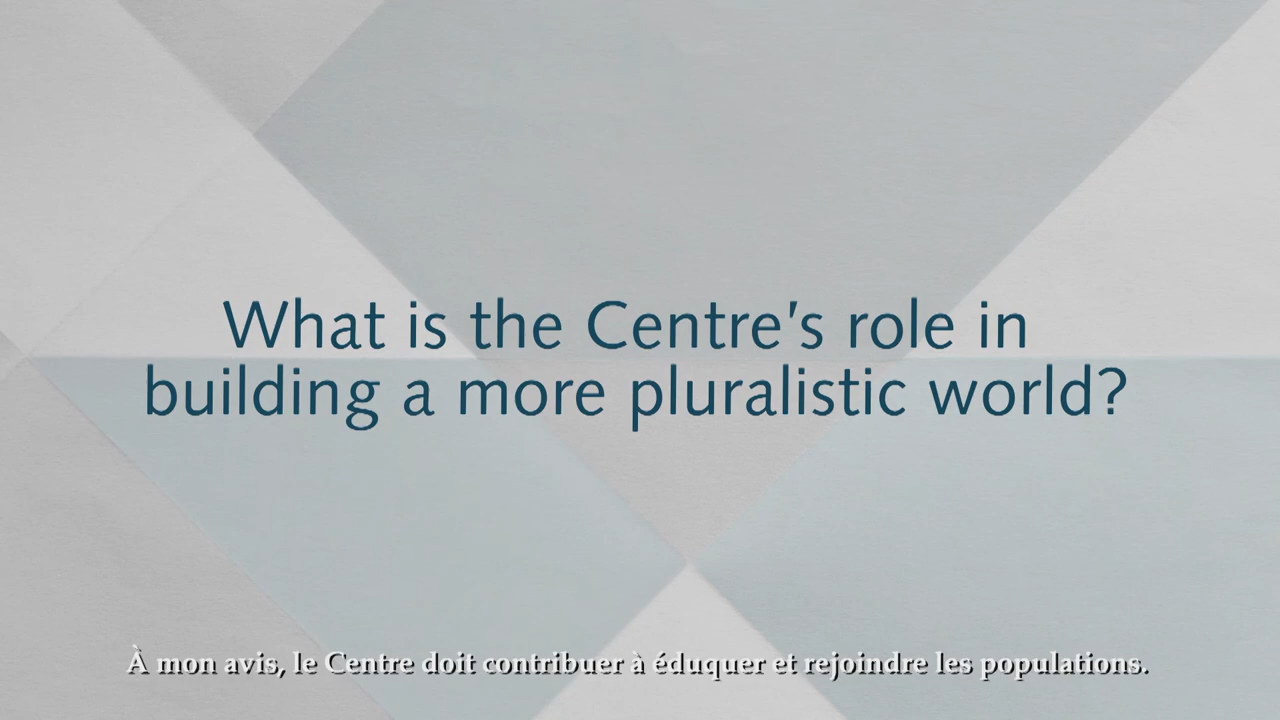 What is the Centre's role in
building a more pluralistic world?
À mon avis, le Centre doit contribuer à éduquer et rejoindre les populations.